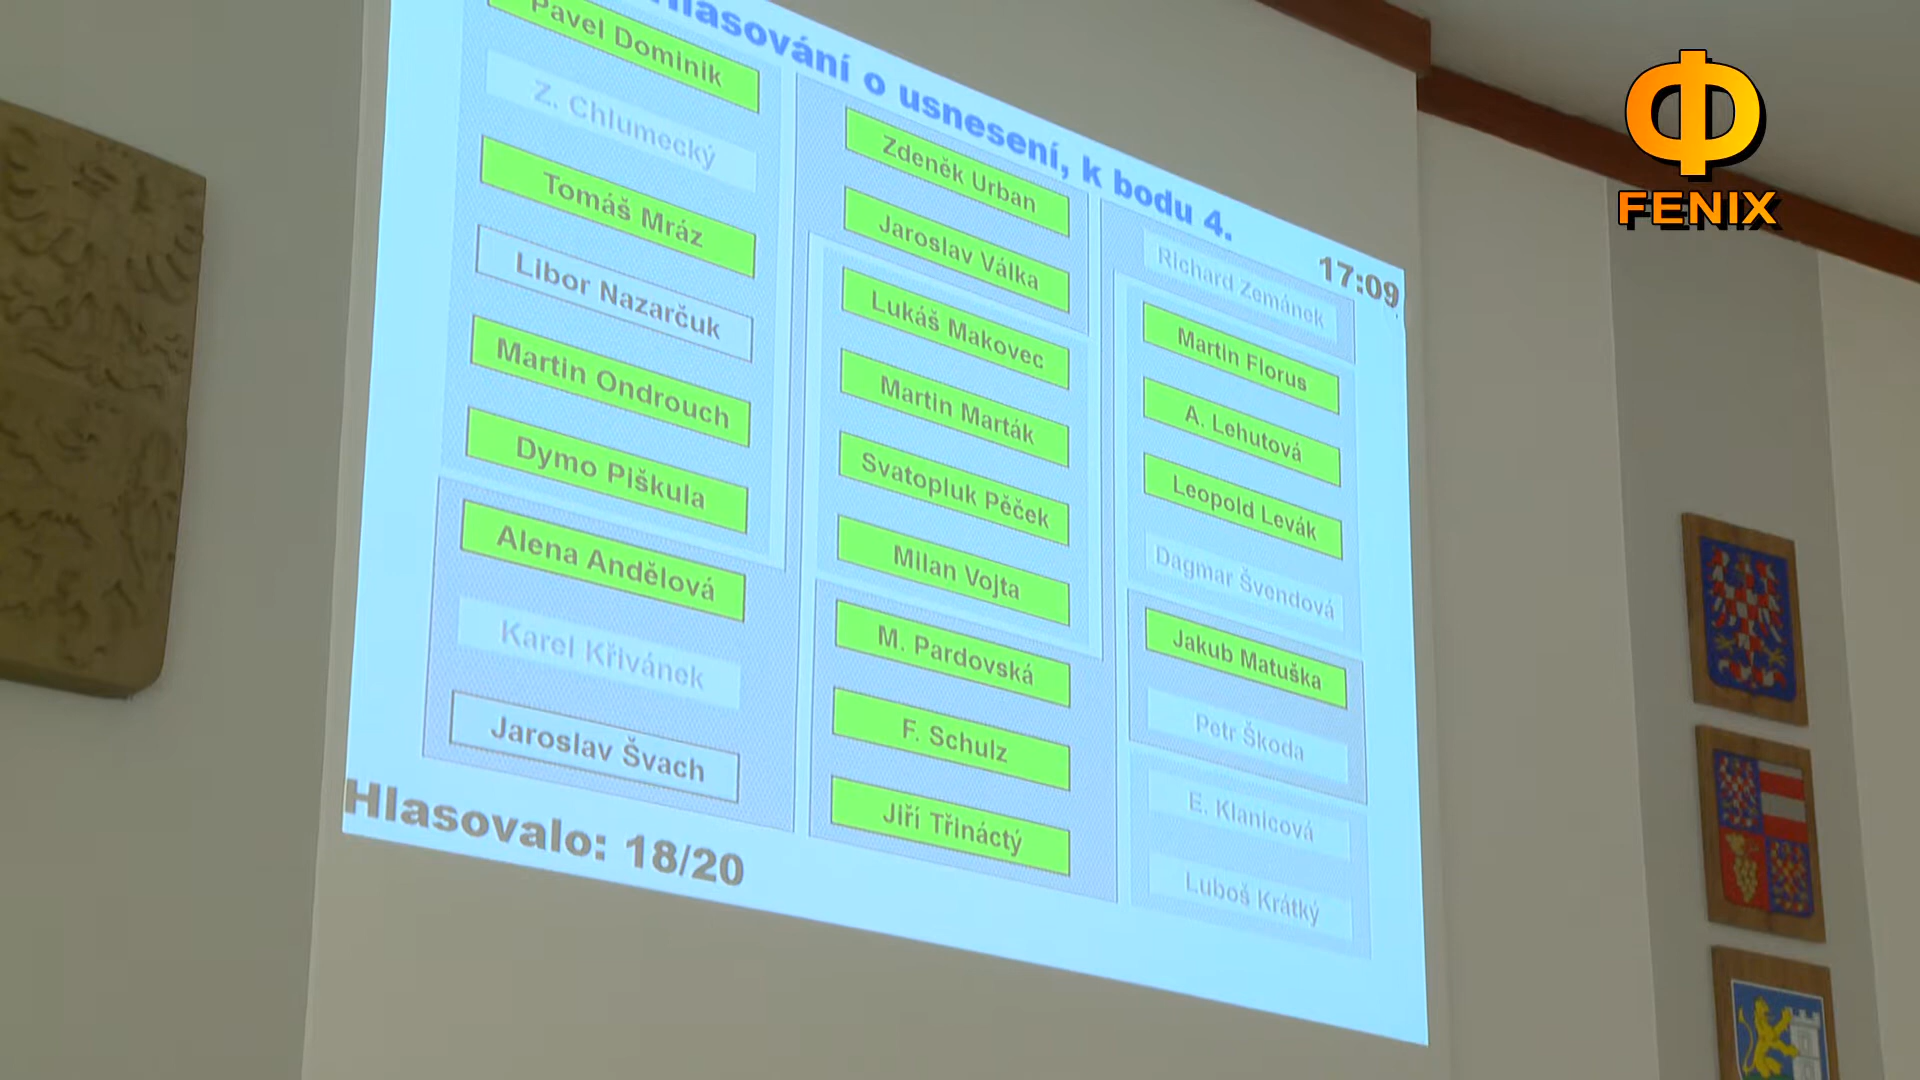 Hlasování o usnesení, k bodu 4.
17:09
Pavel Dominik
Z. Chlumecký
Tomáš Mráz
Libor Nazarčuk
Martin Ondrouch
Dymo Piškula
Alena Andělová
Karel Křivánek
Jaroslav Švach
Zdeněk Urban
Jaroslav Válka
Lukáš Makovec
Martin Marták
Svatopluk Pěček
Milan Vojta
M. Pardovská
F. Schulz
Jiří Třináctý
Richard Zemánek
Martin Florus
A. Lehutová
Leopold Levák
Dagmar Švendová
Jakub Matuška
Petr Škoda
E. Klanicová
Luboš Krátký
Hlasovalo: 18/20
FENIX